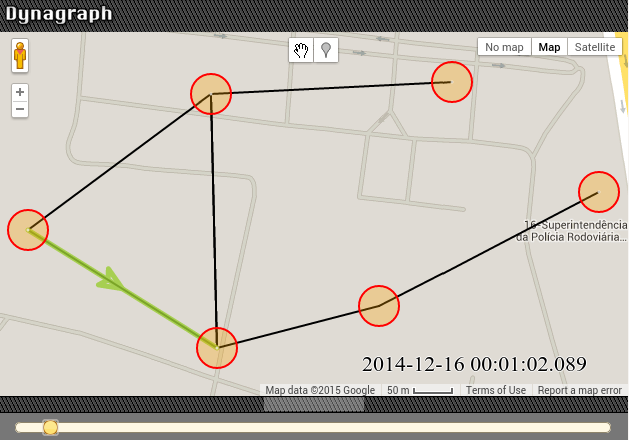 Dynagraph
No map Map Satellite
+
−
16-Superintendência
da Polícia Rodoviária...
2014-12-16 00:01:02.089
Map data ©2015 Google 50 m Terms of Use Report a map error